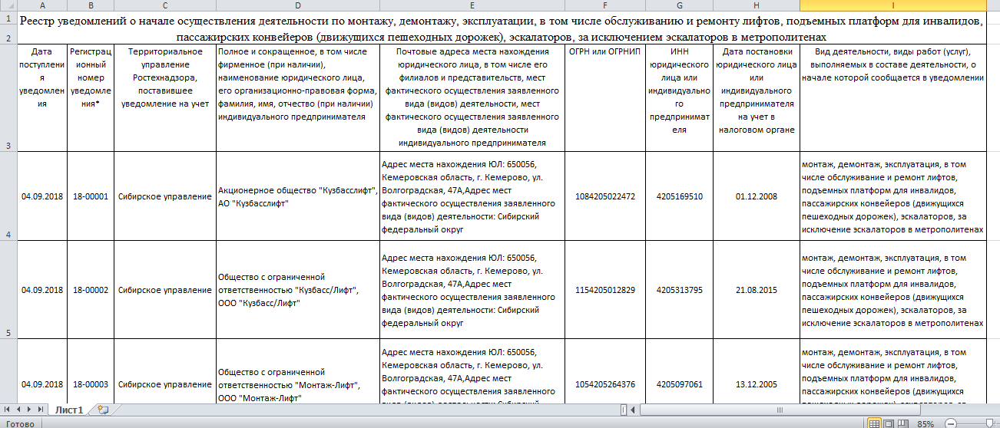 A B C D E F G H I
1 Реестр уведомлений о начале осуществления деятельности по монтажу, демонтажу, эксплуатации, в том числе обслуживанию и ремонту лифтов, подъемных платформ для инвалидов,
2 пассажирских конвейеров (движущихся пешеходных дорожек), эскалаторов, за исключением эскалаторов в метрополитенах
3
Дата
поступлени
я
уведомлен
ия
Регистрац
ионный
номер
уведомле
ния*
Территориальное
управление
Ростехнадзора,
поставившее
уведомление на учет
Полное и сокращенное, в том числе
фирменное (при наличии),
наименование юридического лица,
его организационно-правовая форма,
фамилия, имя, отчество (при наличии)
индивидуального предпринимателя
Почтовые адреса места нахождения
юридического лица, в том числе его
филиалов и представительств, мест
фактического осуществления заявленного
вида (видов) деятельности, мест
фактического осуществления заявленного
вида (видов) деятельности
индивидуального предпринимателя
ОГРН или ОГРНИП
ИНН
юридического
лица или
индивидуально
го
предпринимат
еля
Дата постановки
юридического лица
или
индивидуального
предпринимателя
на учет в
налоговом органе
Вид деятельности, виды работ (услуг),
выполняемых в составе деятельности, о
начале которой сообщается в уведомлении
4
04.09.2018
18-00001
Сибирское управление
Акционерное общество "Кузбасслифт",
АО "Кузбасслифт"
Адрес места нахождения ЮЛ: 650056,
Кемеровская область, г. Кемерово, ул.
Волгоградская, 47А,Адрес мест
фактического осуществления заявленного
вида (видов) деятельности: Сибирский
федеральный округ
1084205022472
4205169510
01.12.2008
монтаж, демонтаж, эксплуатация, в том
числе обслуживание и ремонт лифтов,
подъемных платформ для инвалидов,
пассажирских конвейеров (движущихся
пешеходных дорожек), эскалаторов, за
исключение эскалаторов в метрополитенах
5
04.09.2018
18-00002
Сибирское управление
Общество с ограниченной
ответственностью "Кузбасс/Лифт",
ООО "Кузбасс/Лифт"
Адрес места нахождения ЮЛ: 650056,
Кемеровская область, г. Кемерово, ул.
Волгоградская, 47А,Адрес мест
фактического осуществления заявленного
вида (видов) деятельности: Сибирский
федеральный округ
1154205012829
4205313795
21.08.2015
монтаж, демонтаж, эксплуатация, в том
числе обслуживание и ремонт лифтов,
подъемных платформ для инвалидов,
пассажирских конвейеров (движущихся
пешеходных дорожек), эскалаторов, за
исключение эскалаторов в метрополитенах
04.09.2018
18-00003
Сибирское управление
Общество с ограниченной
ответственностью "Монтаж-Лифт",
ООО "Монтаж-Лифт"
Адрес места нахождения ЮЛ: 650056,
Кемеровская область, г. Кемерово, ул.
Волгоградская, 47А,Адрес мест
фактического осуществления заявленного
1054205264376
4205097061
13.12.2005
монтаж, демонтаж, эксплуатация, в том
числе обслуживание и ремонт лифтов,
подъемных платформ для инвалидов,
пассажирских конвейеров (движущихся
Лист1
Готово
85%